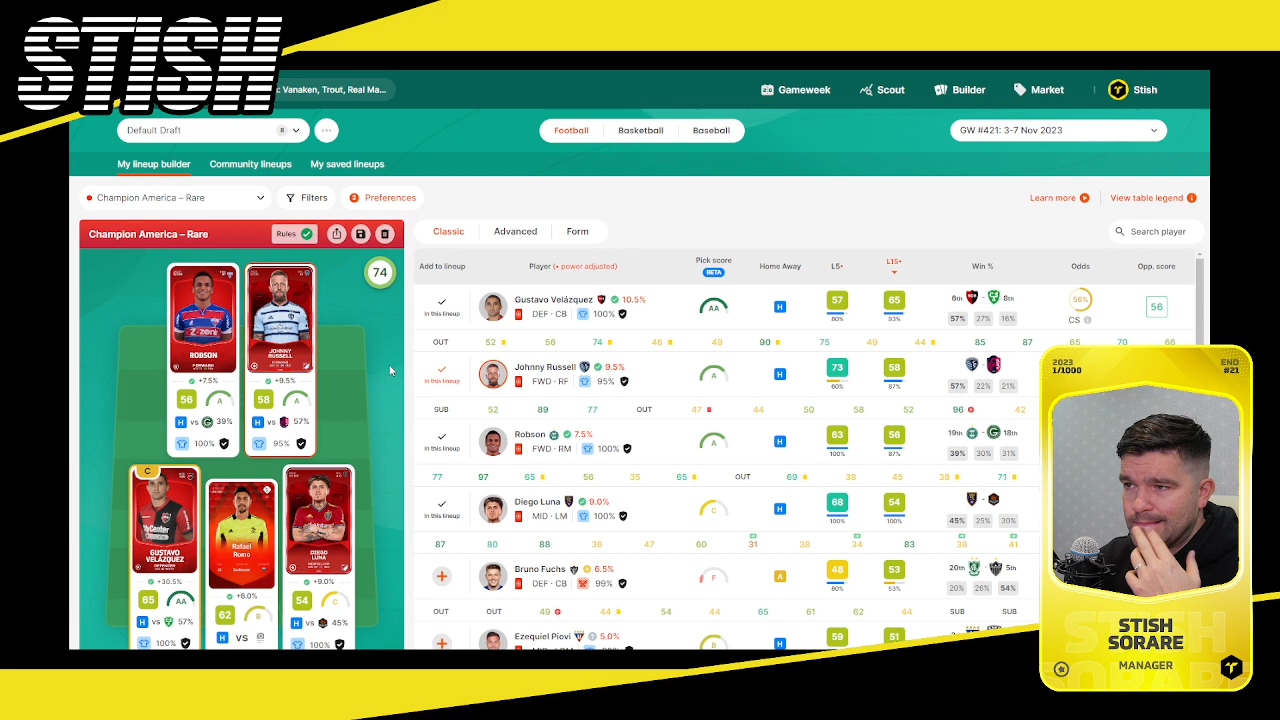 STISH
: Vanaken, Trout, Real Ma...
Gameweek
Scout
Builder
Market
Stish
Default Draft 8
Football Basketball Baseball
GW #421: 3-7 Nov 2023
My lineup builder Community lineups My saved lineups
Champion America – Rare Filters 2 Preferences
Learn more View table legend
Champion America – Rare Rules
Classic Advanced Form
Search player
Add to lineup Player (• power adjusted) Pick score BETA Home Away L5• L15• Win % Odds Opp. score
74
ROBSON
FORWARD
+7.5%
56 A
H vs 39%
100%
JOHNNY
RUSSELL
+9.5%
58 A
H vs 57%
95%
C
GUSTAVO
VELÁZQUEZ
DEFENDER
+30.5%
65 AA
H vs 57%
100%
Rafael
Romo
+6.0%
62 B
H VS
DIEGO
LUNA
+9.0%
54 C
H vs 45%
100%
In this lineup
Gustavo Velázquez 10.5%
DEF · CB 100%
AA H 57 80% 65 93%
6th - 8th
57% 27% 16%
56%
CS
56
OUT 52 56 74 46 49 90 75 49 44 85 87 65 70 66
In this lineup
Johnny Russell 9.5%
FWD · RF 95%
A H 73 60% 58 87%
57% 22% 21%
SUB 52 89 77 OUT 47 44 50 58 52 96 42
In this lineup
Robson 7.5%
FWD · RM 100%
A H 63 100% 56 87%
19th - 18th
39% 30% 31%
77 97 65 56 35 65 OUT 69 38 45 38 71
In this lineup
Diego Luna 9.0%
MID · LM 100%
C H 68 100% 54 100%
45% 25% 30%
87 80 88 36 47 60 31 38 34 83 38 41
Bruno Fuchs 6.5%
DEF · CB 99%
F A 48 80% 53 53%
20th - 5th
20% 26% 54%
OUT OUT 49 44 54 44 65 61 62 44 SUB SUB
Ezequiel Piovi 5.0%
H 59 51
2023
1/1000
END
#21
STISH
SORARE
MANAGER